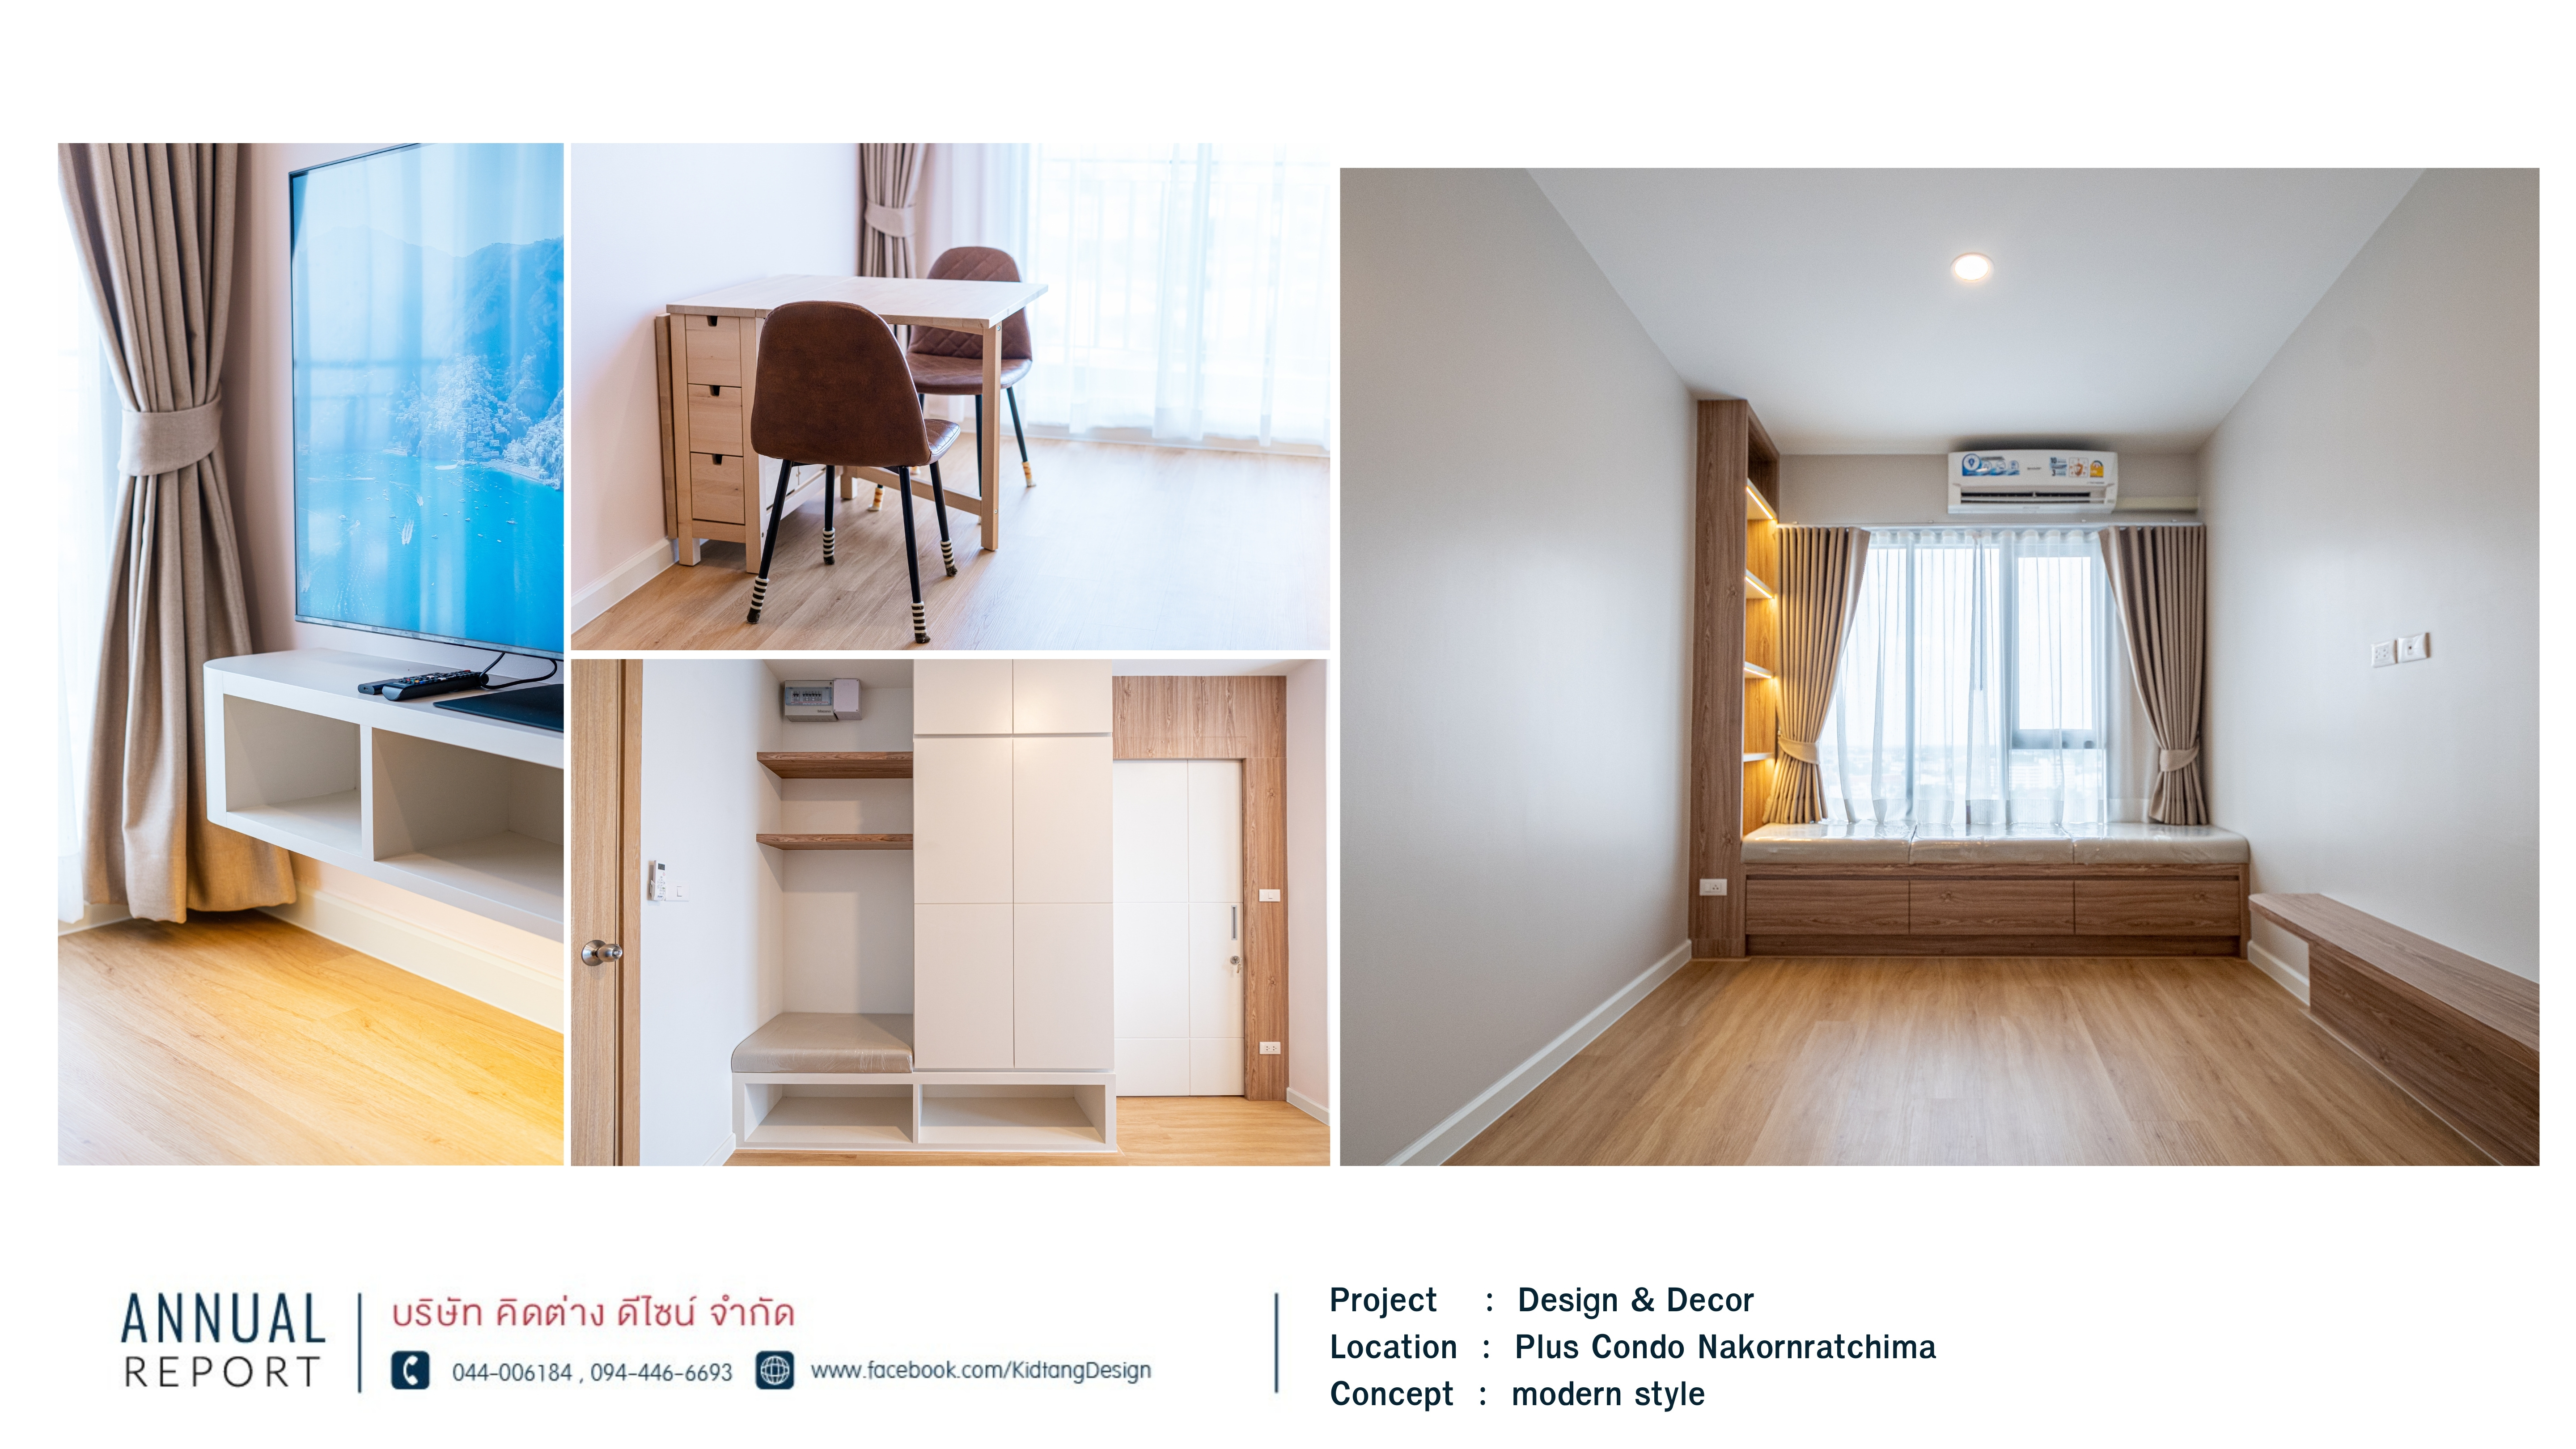 ANNUAL
REPORT
บริษัท คิดต่าง ดีไซน์ จำกัด
044-006184 , 094-446-6693
www.facebook.com/KidtangDesign
Project : Design & Decor
Location : Plus Condo Nakornratchima
Concept : modern style